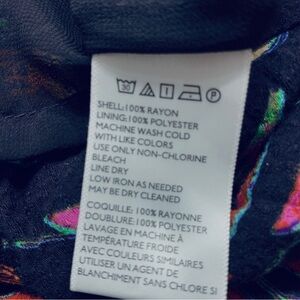 30 P
SHELL:100% RAYON
LINING:100% POLYESTER
MACHINE WASH COLD
WITH LIKE COLORS
USE ONLY NON-CHLORINE
BLEACH
LINE DRY
LOW IRON AS NEEDED
MAY BE DRY CLEANED
COQUILLE: 100% RAYONNE
DOUBLURE: 100% POLYESTER
LAVAGE EN MACHINE À
TEMPÉRATURE FROIDE
AVEC COULEURS SIMILAIRES
UTILISER UN AGENT DE
BLANCHIMENT SANS CHLORE SI